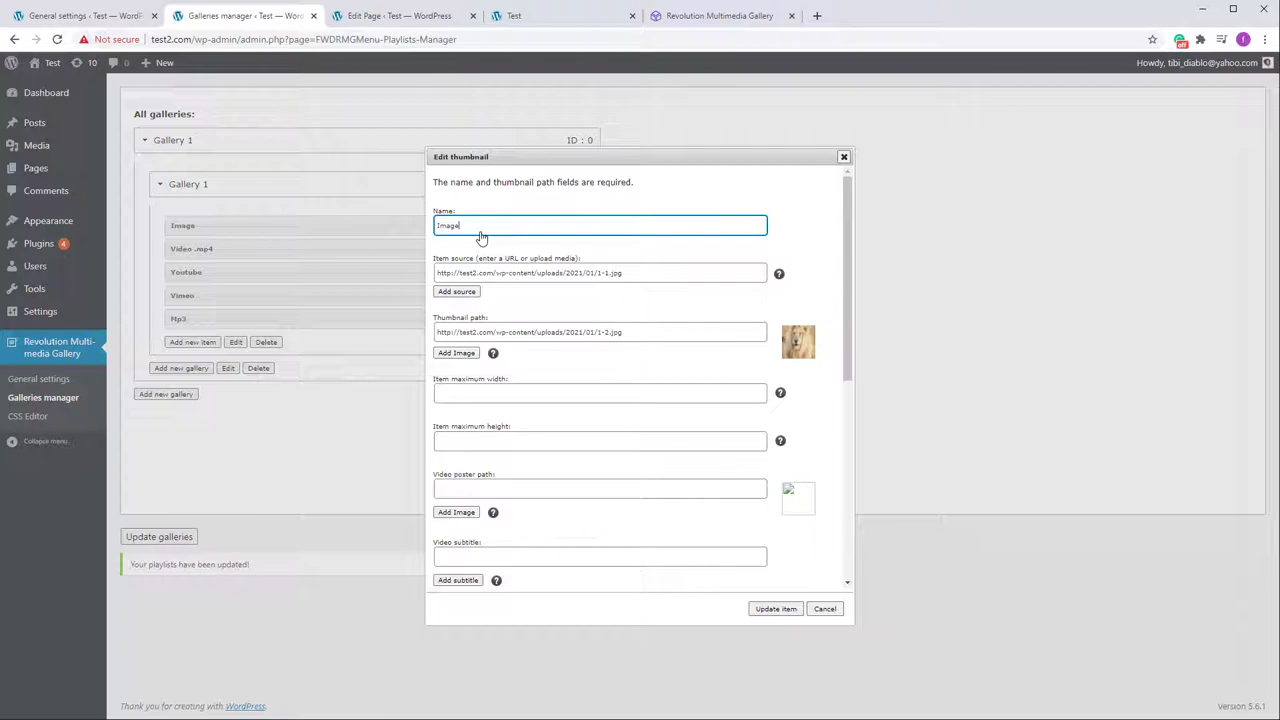 General settings ‹ Test — WordP
Galleries manager ‹ Test — Word
Edit Page ‹ Test — WordPress
Test
Revolution Multimedia Gallery
Not secure
test2.com/wp-admin/admin.php?page=FWDRMGMenu-Playlists-Manager
off
f
Test
10
0
New
Howdy, tibi_diablo@yahoo.com
Dashboard
Posts
Media
Pages
Comments
Appearance
Plugins 4
Users
Tools
Settings
Revolution Multi-
media Gallery
General settings
Galleries manager
CSS Editor
Collapse menu
All galleries:
Gallery 1
ID : 0
Gallery 1
Image
Video .mp4
Youtube
Vimeo
Mp3
Add new item
Edit
Delete
Add new gallery
Edit
Delete
Add new gallery
Update galleries
Your playlists have been updated!
Edit thumbnail
The name and thumbnail path fields are required.
Name:
Image
Item source (enter a URL or upload media):
http://test2.com/wp-content/uploads/2021/01/1-1.jpg
Add source
Thumbnail path:
http://test2.com/wp-content/uploads/2021/01/1-2.jpg
Add Image
Item maximum width:
Item maximum height:
Video poster path:
Add Image
Video subtitle:
Add subtitle
Update item
Cancel
Thank you for creating with WordPress.
Version 5.6.1